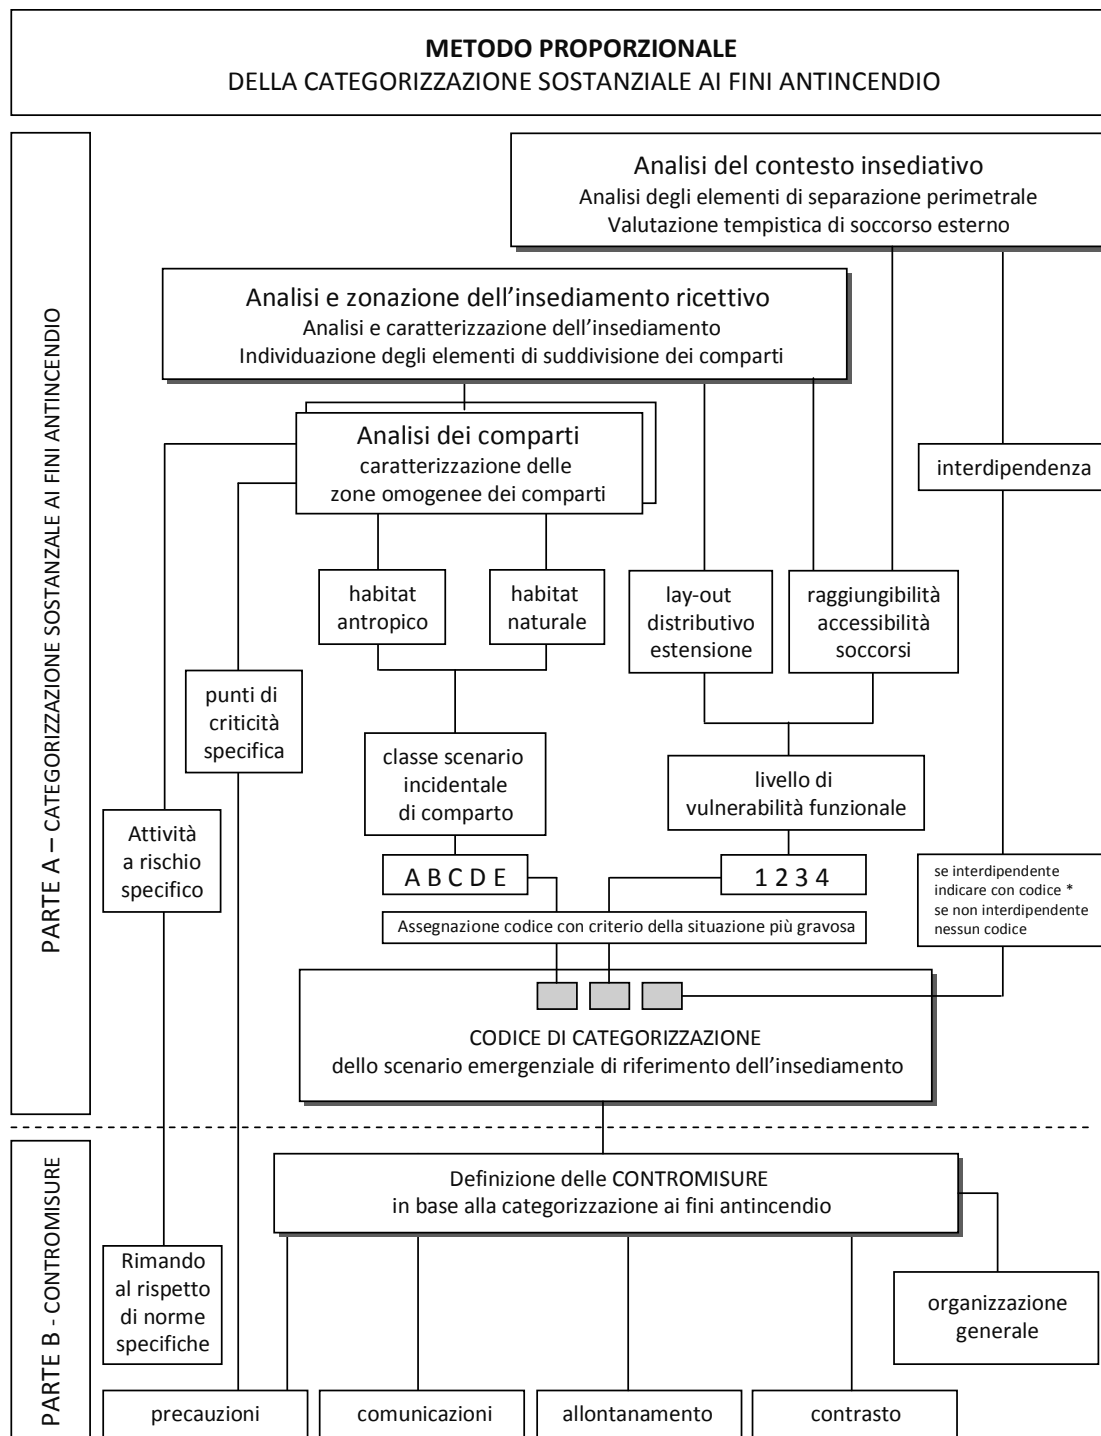 METODO PROPORZIONALE
DELLA CATEGORIZZAZIONE SOSTANZIALE AI FINI ANTINCENDIO
PARTE A – CATEGORIZZAZIONE SOSTANZALE AI FINI ANTINCENDIO
Analisi del contesto insediativo
Analisi degli elementi di separazione perimetrale
Valutazione tempistica di soccorso esterno
Analisi e zonazione dell’insediamento ricettivo
Analisi e caratterizzazione dell’insediamento
Individuazione degli elementi di suddivisione dei comparti
Analisi dei comparti
caratterizzazione delle
zone omogenee dei comparti
interdipendenza
habitat
antropico
habitat
naturale
lay-out
distributivo
estensione
raggiungibilità
accessibilità
soccorsi
punti di
criticità
specifica
classe scenario
incidentale
di comparto
livello di
vulnerabilità funzionale
Attività
a rischio
specifico
A B C D E
1 2 3 4
se interdipendente
indicare con codice *
se non interdipendente
nessun codice
Assegnazione codice con criterio della situazione più gravosa
CODICE DI CATEGORIZZAZIONE
dello scenario emergenziale di riferimento dell’insediamento
PARTE B - CONTROMISURE
Definizione delle CONTROMISURE
in base alla categorizzazione ai fini antincendio
Rimando
al rispetto
di norme
specifiche
organizzazione
generale
precauzioni
comunicazioni
allontanamento
contrasto